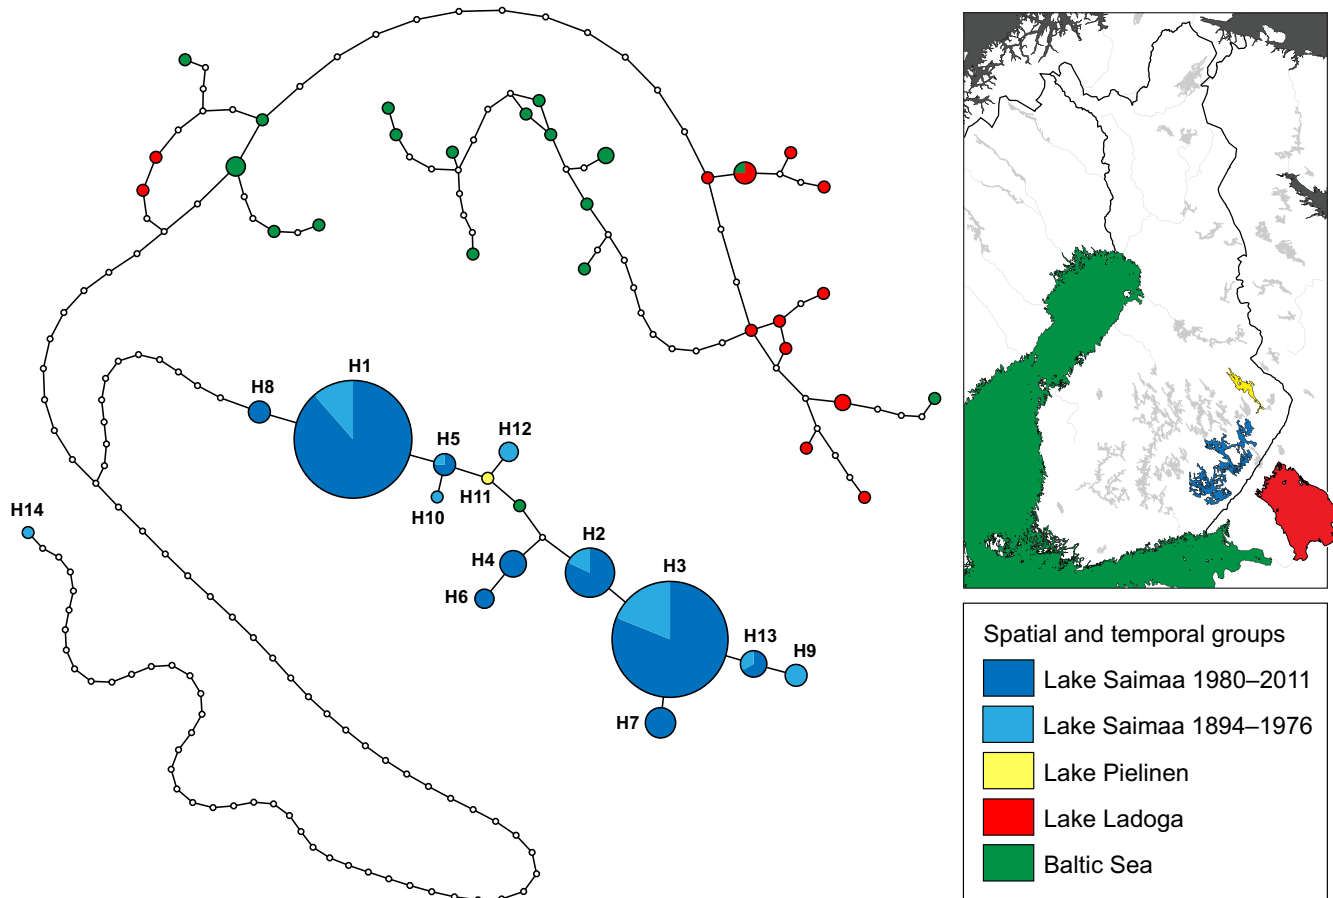 H1
H8
H12
H5
H11
H10
H14
H2
H4
H3
H6
H13
H9
H7
Spatial and temporal groups
Lake Saimaa 1980–2011
Lake Saimaa 1894–1976
Lake Pielinen
Lake Ladoga
Baltic Sea